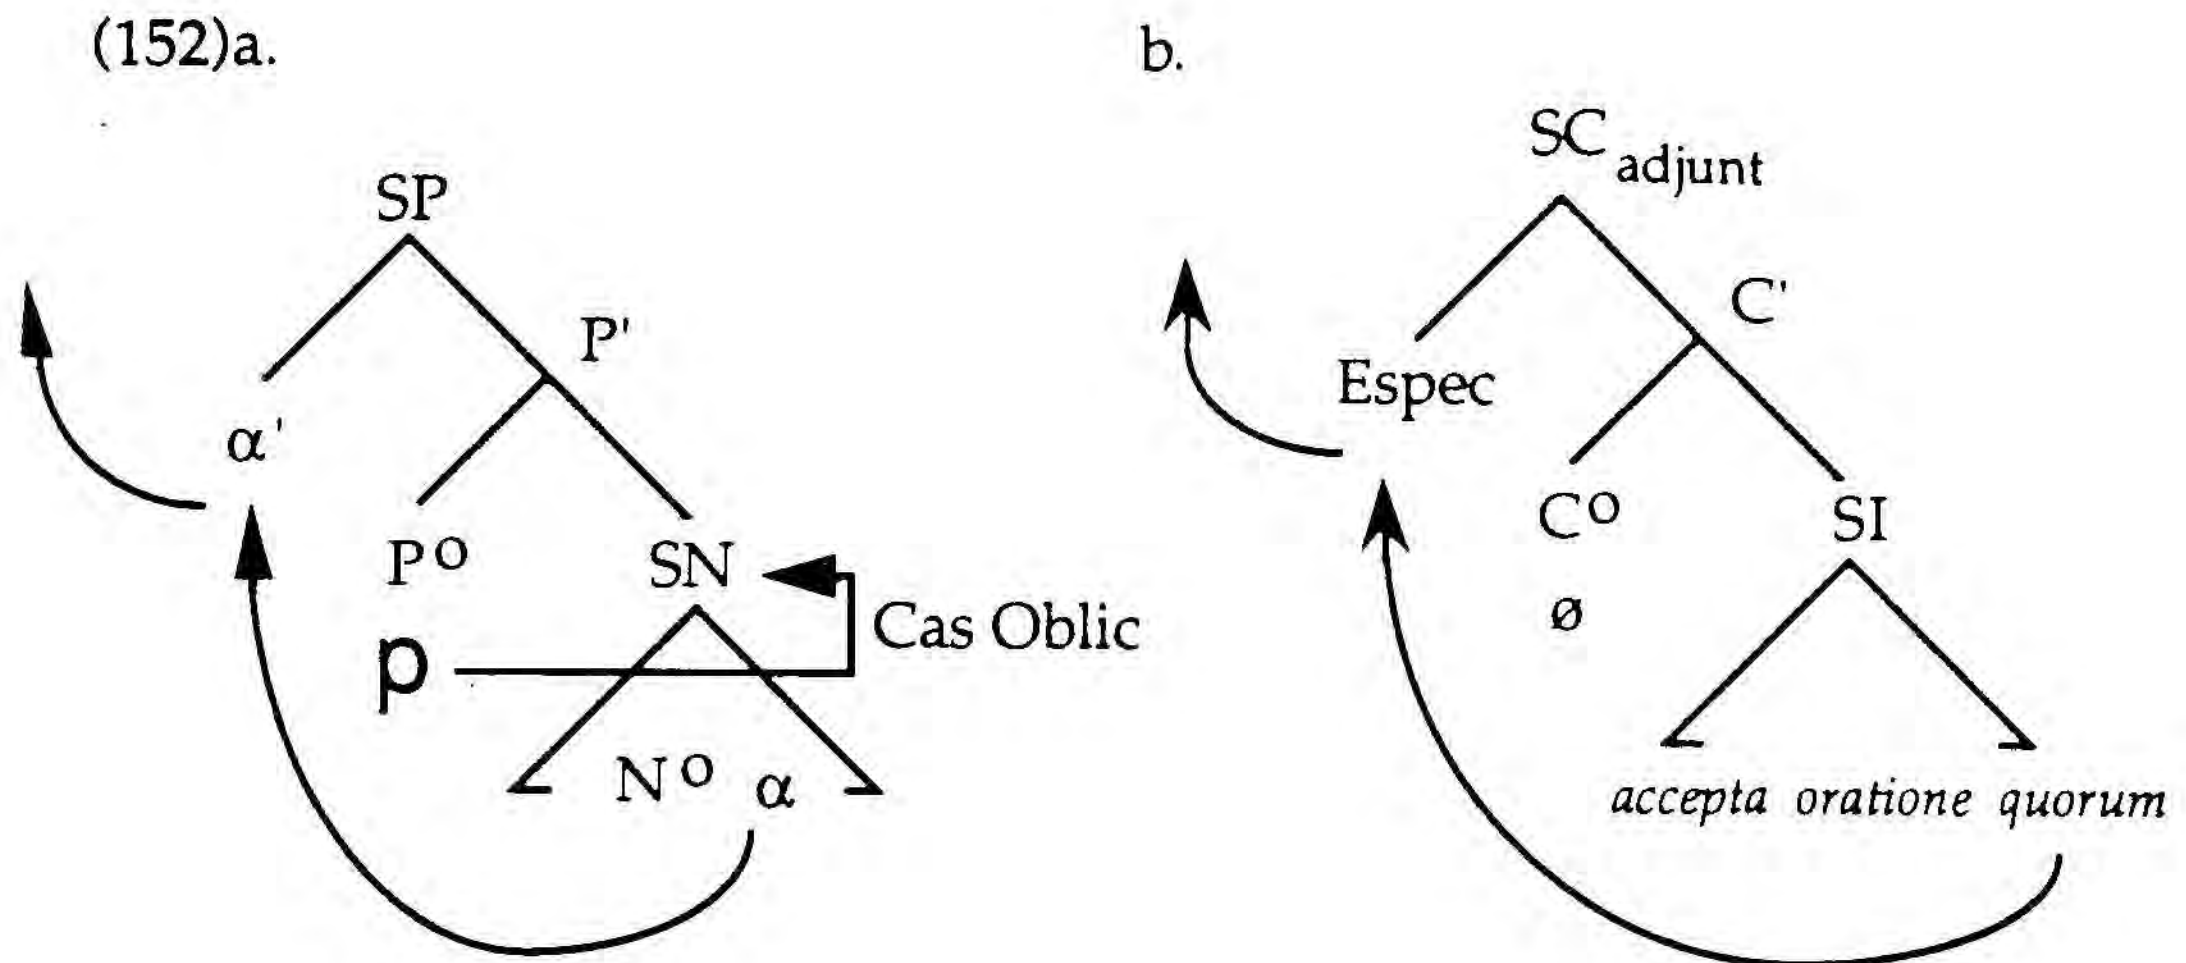 (152)a.
SP
α'
P'
Pº
SN
p
Cas Oblic
Nº α
b.
SC adjunt
Espec
C'
Cº
SI
ø
accepta oratione quorum